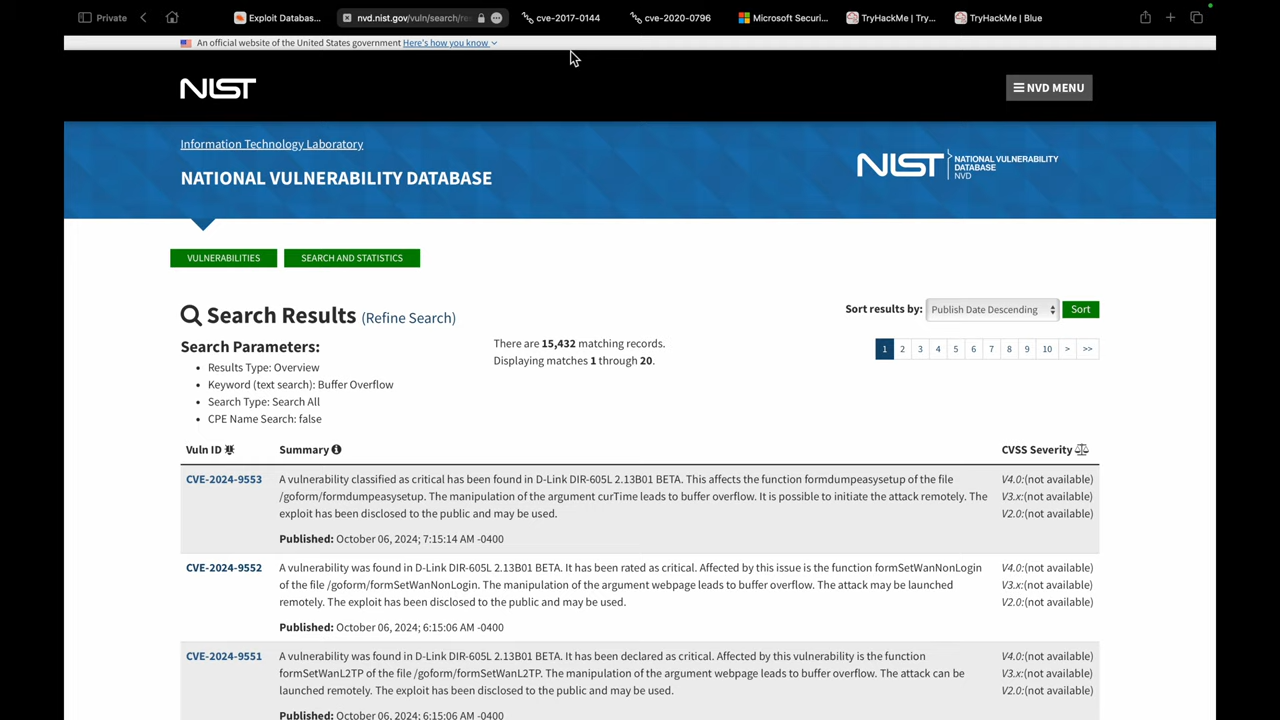 Private
Exploit Databas...
nvd.nist.gov/vuln/search/re
cve-2017-0144
cve-2020-0796
Microsoft Securi...
TryHackMe | Try...
TryHackMe | Blue
An official website of the United States government Here's how you know
NIST
NVD MENU
Information Technology Laboratory
NATIONAL VULNERABILITY DATABASE
NIST
NATIONAL VULNERABILITY
DATABASE
NVD
VULNERABILITIES
SEARCH AND STATISTICS
Search Results (Refine Search)
Sort results by: Publish Date Descending Sort
Search Parameters:
• Results Type: Overview
• Keyword (text search): Buffer Overflow
• Search Type: Search All
• CPE Name Search: false
There are 15,432 matching records.
Displaying matches 1 through 20.
1 2 3 4 5 6 7 8 9 10 > >>
Vuln ID Summary CVSS Severity
CVE-2024-9553
A vulnerability classified as critical has been found in D-Link DIR-605L 2.13B01 BETA. This affects the function formdumpeasysetup of the file
/goform/formdumpeasysetup. The manipulation of the argument curTime leads to buffer overflow. It is possible to initiate the attack remotely. The
exploit has been disclosed to the public and may be used.
Published: October 06, 2024; 7:15:14 AM -0400
V4.0:(not available)
V3.x:(not available)
V2.0:(not available)
CVE-2024-9552
A vulnerability was found in D-Link DIR-605L 2.13B01 BETA. It has been rated as critical. Affected by this issue is the function formSetWanNonLogin
of the file /goform/formSetWanNonLogin. The manipulation of the argument webpage leads to buffer overflow. The attack may be launched
remotely. The exploit has been disclosed to the public and may be used.
Published: October 06, 2024; 6:15:06 AM -0400
V4.0:(not available)
V3.x:(not available)
V2.0:(not available)
CVE-2024-9551
A vulnerability was found in D-Link DIR-605L 2.13B01 BETA. It has been declared as critical. Affected by this vulnerability is the function
formSetWanL2TP of the file /goform/formSetWanL2TP. The manipulation of the argument webpage leads to buffer overflow. The attack can be
launched remotely. The exploit has been disclosed to the public and may be used.
Published: October 06, 2024; 6:15:06 AM -0400
V4.0:(not available)
V3.x:(not available)
V2.0:(not available)